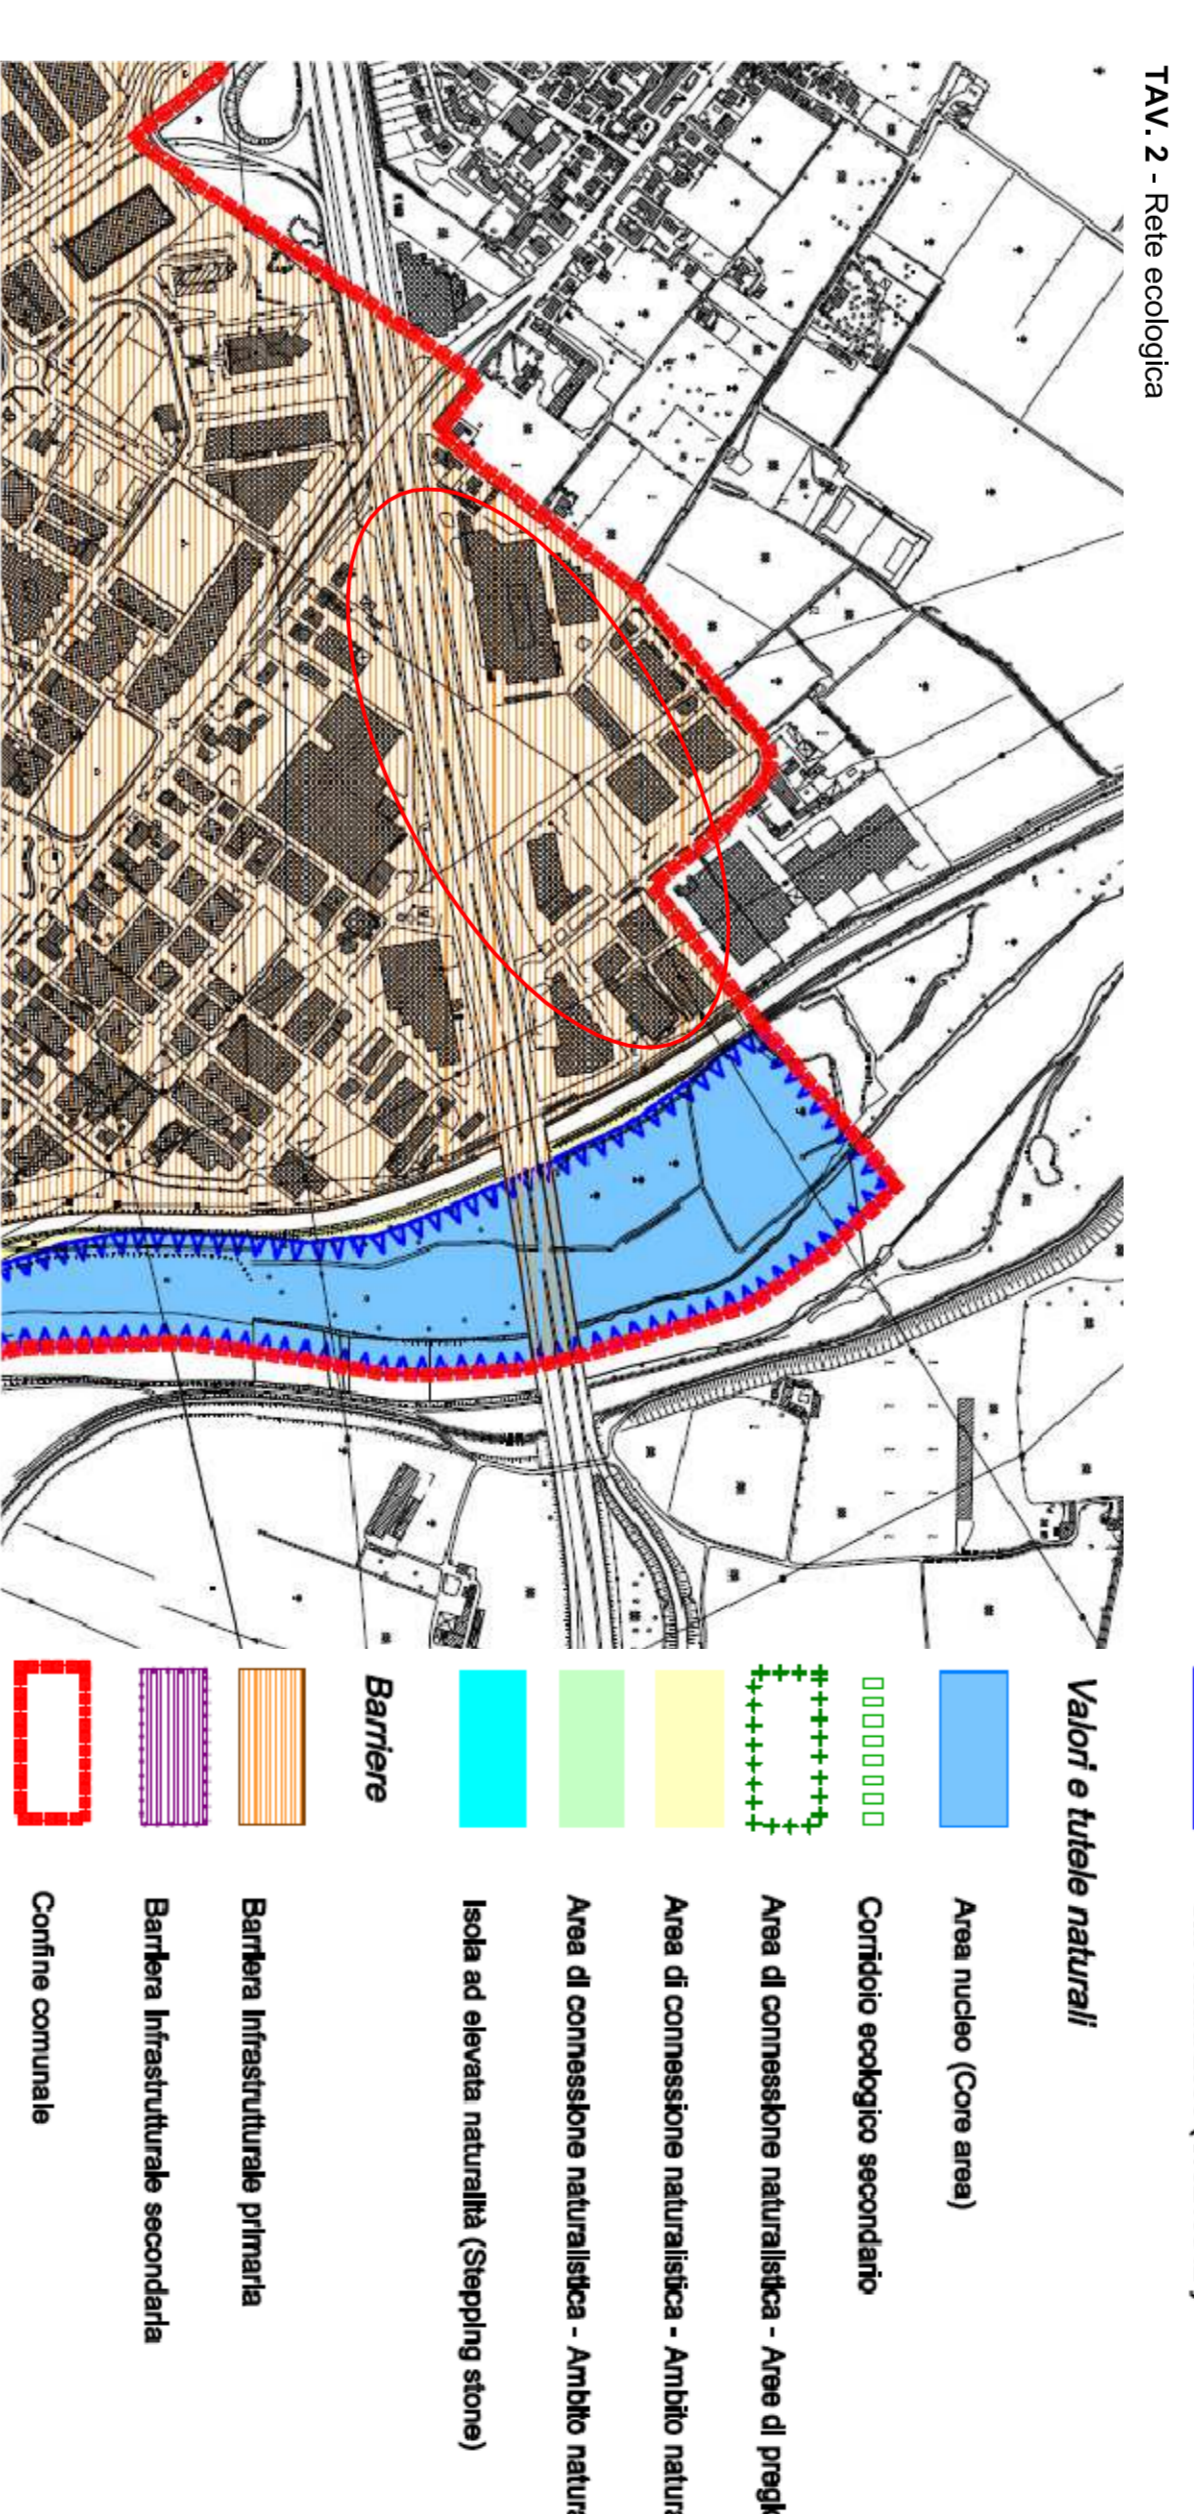 TAV. 2 - Rete ecologica
Valori e tutele naturali
Area nucleo (Core area)
Corridoio ecologico secondario
Area di connessione naturalistica - Aree di
Area di connessione naturalistica - Ambito
Area di connessione naturalistica - Ambito
Isola ad elevata naturalità (Stepping stone)
Barriere
Barriera Infrastrutturale primaria
Barriera Infrastrutturale secondaria
Confine comunale